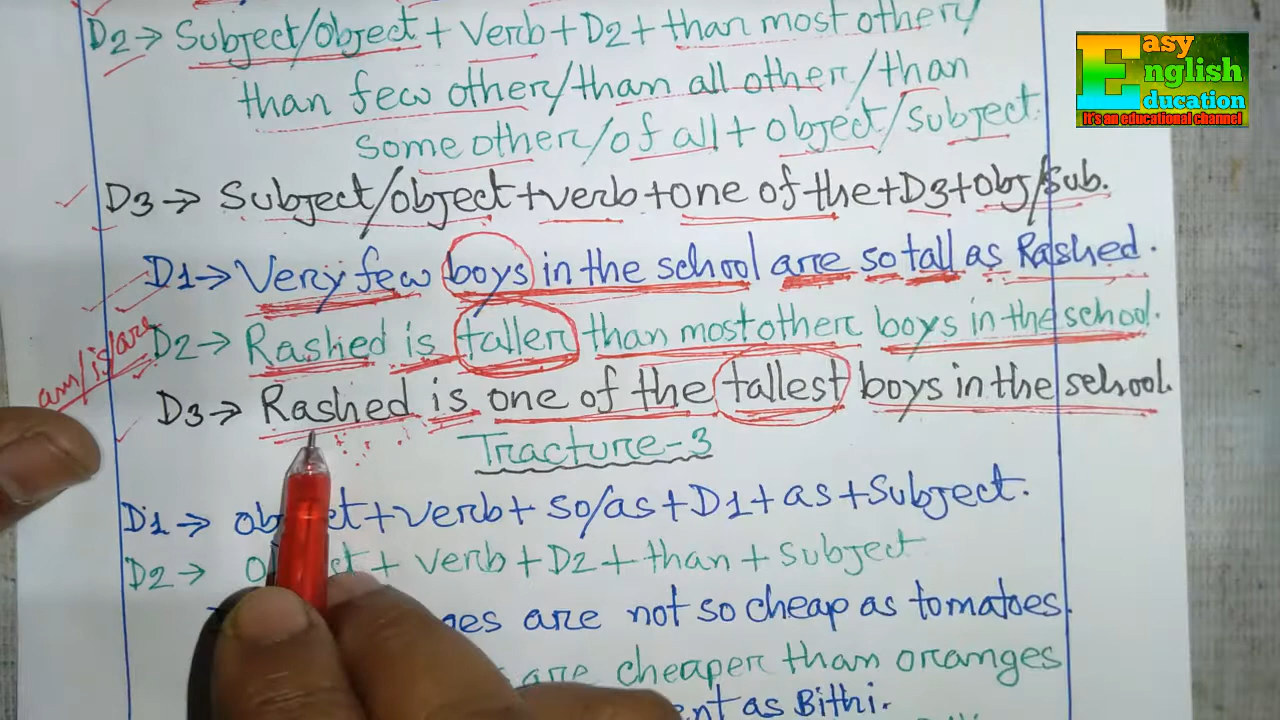 D2→ Subject/object + Verb + D2 + than most other/
than few other/than all other/than
some other/of all + object/subject.
D3→ Subject/object+verb+one of the+D3+obj/sub.
D1→ Very few boys in the school are so tall as Rashed.
am/is/are
D2→ Rashed is taller than most other boys in the school.
D3→ Rashed is one of the tallest boys in the school.
Tracture-3
D1→ object+verb+so/as+D1+as+Subject.
D2→ object + verb + D2 + than + Subject
are not so cheap as tomatoes.
are cheaper than oranges
as Bithi.
Easy
English
Education
It's an educational channel